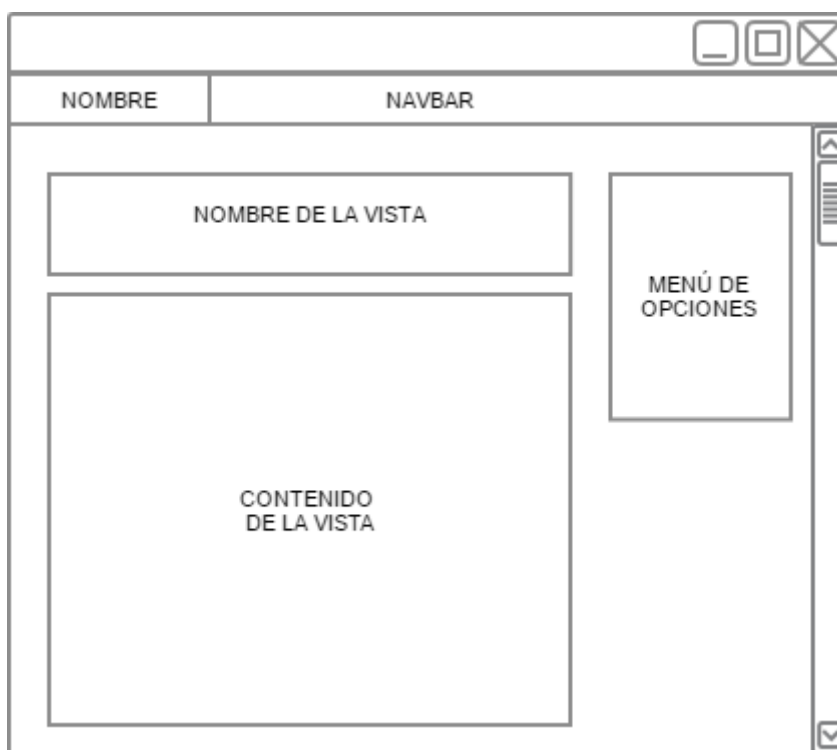 NOMBRE
NAVBAR
NOMBRE DE LA VISTA
MENÚ DE
OPCIONES
CONTENIDO
DE LA VISTA